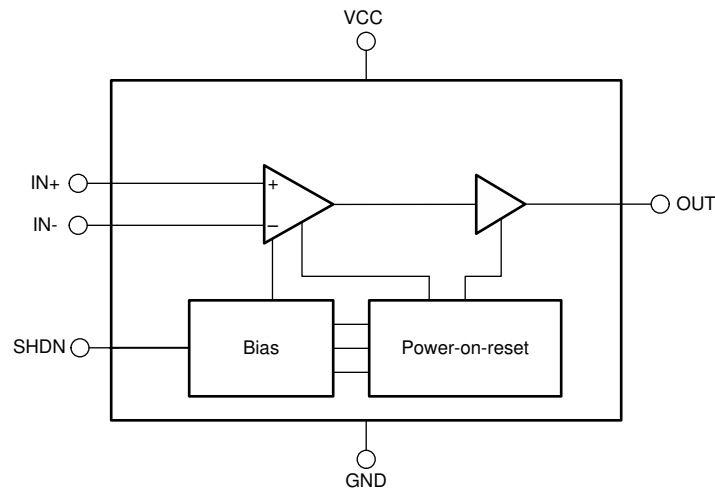 VCC
IN+
+
IN-
−
OUT
SHDN
Bias
Power-on-reset
GND